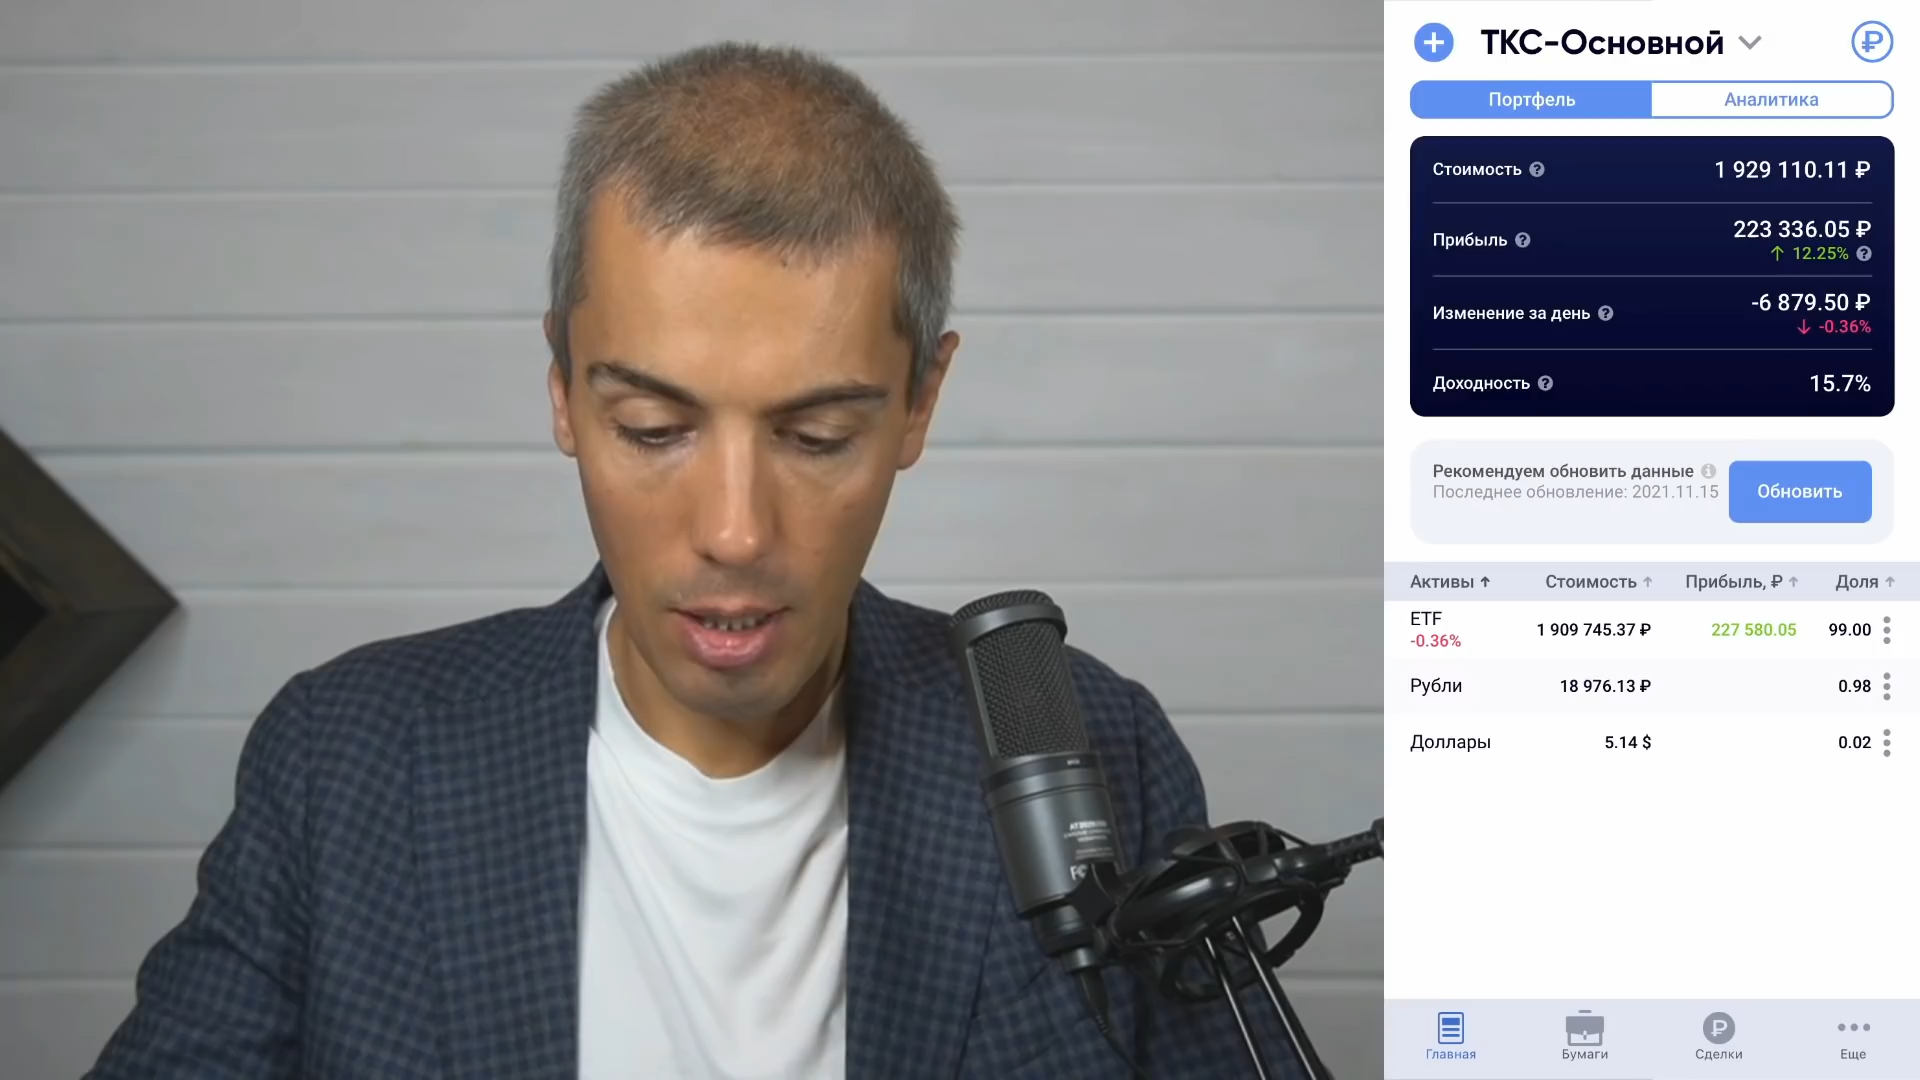 ТКС-Основной
Портфель
Аналитика
Стоимость
1 929 110.11 ₽
Прибыль
223 336.05 ₽
↑ 12.25%
Изменение за день
-6 879.50 ₽
↓ -0.36%
Доходность
15.7%
Рекомендуем обновить данные
Последнее обновление: 2021.11.15
Обновить
Активы ↑ Стоимость ↑ Прибыль, ₽ ↑ Доля ↑
ETF
-0.36%
1 909 745.37 ₽ 227 580.05 99.00
Рубли 18 976.13 ₽ 0.98
Доллары 5.14 $ 0.02
Главная Бумаги Сделки Еще